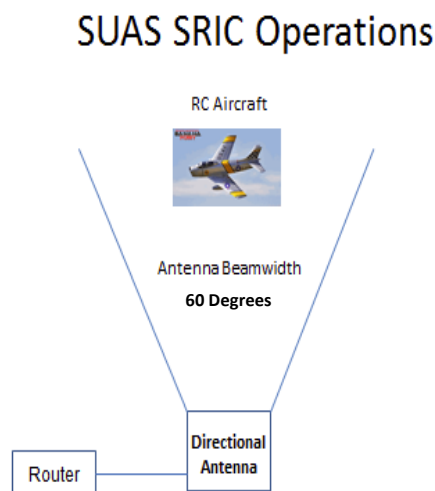 SUAS SRIC Operations
RC Aircraft
Antenna Beamwidth
60 Degrees
Directional
Antenna
Router